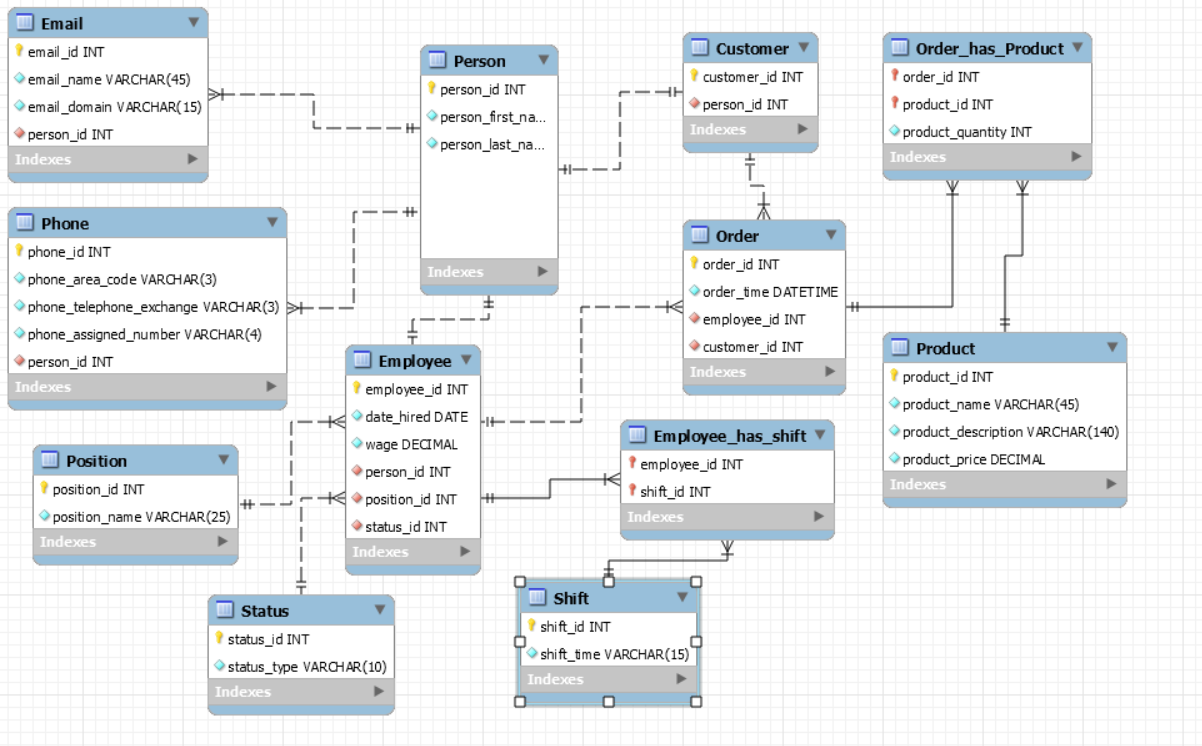 Email
email_id INT
email_name VARCHAR(45)
email_domain VARCHAR(15)
person_id INT
Indexes
Phone
phone_id INT
phone_area_code VARCHAR(3)
phone_telephone_exchange VARCHAR(3)
phone_assigned_number VARCHAR(4)
person_id INT
Indexes
Person
person_id INT
person_first_na...
person_last_na...
Indexes
Customer
customer_id INT
person_id INT
Indexes
Order_has_Product
order_id INT
product_id INT
product_quantity INT
Indexes
Order
order_id INT
order_time DATETIME
employee_id INT
customer_id INT
Indexes
Product
product_id INT
product_name VARCHAR(45)
product_description VARCHAR(140)
product_price DECIMAL
Indexes
Employee
employee_id INT
date_hired DATE
wage DECIMAL
person_id INT
position_id INT
status_id INT
Indexes
Employee_has_shift
employee_id INT
shift_id INT
Indexes
Position
position_id INT
position_name VARCHAR(25)
Indexes
Status
status_id INT
status_type VARCHAR(10)
Indexes
Shift
shift_id INT
shift_time VARCHAR(15)
Indexes